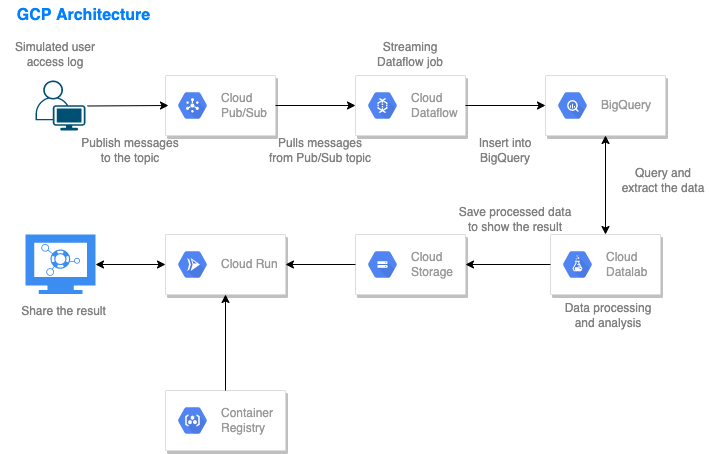 GCP Architecture
Simulated user
access log
Streaming
Dataflow job
Cloud
Pub/Sub
Cloud
Dataflow
BigQuery
Publish messages
to the topic
Pulls messages
from Pub/Sub topic
Insert into
BigQuery
Query and
extract the data
Save processed data
to show the result
Cloud Run
Cloud
Storage
Cloud
Datalab
Share the result
Data processing
and analysis
Container
Registry